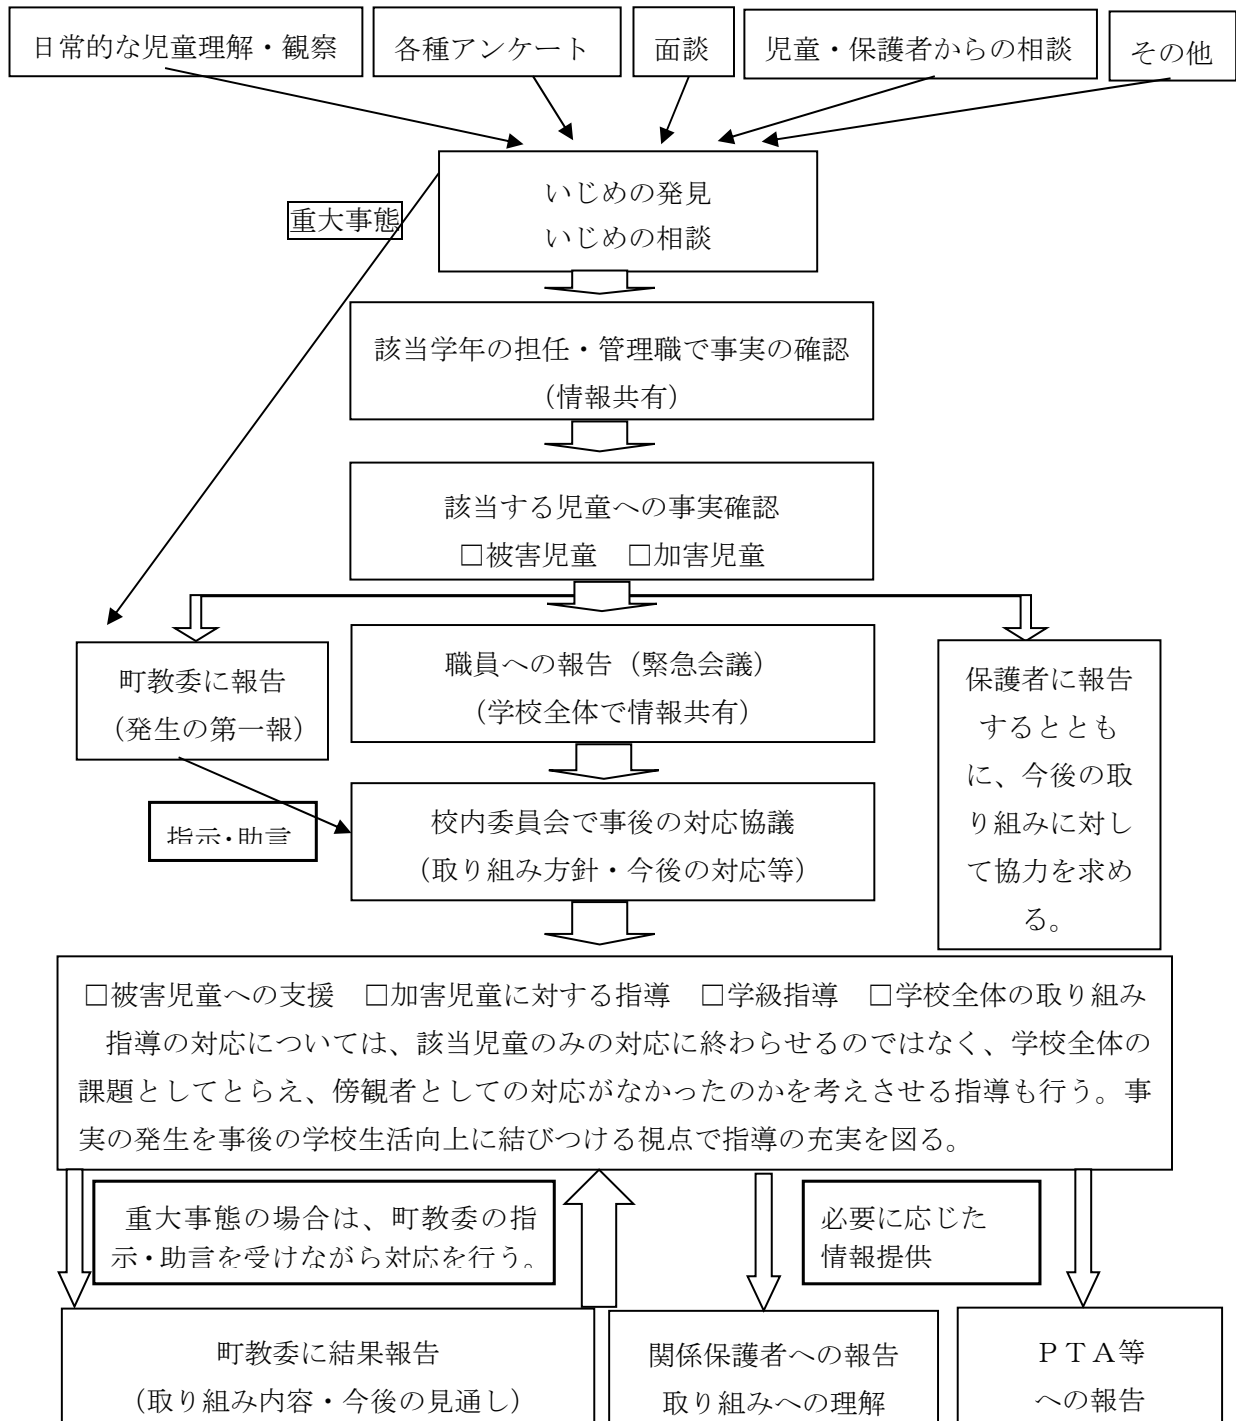 日常的な児童理解・観察
各種アンケート
面談
児童・保護者からの相談
その他
重大事態
いじめの発見
いじめの相談
該当学年の担任・管理職で事実の確認
（情報共有）
該当する児童への事実確認
□被害児童　□加害児童
町教委に報告
（発生の第一報）
職員への報告（緊急会議）
（学校全体で情報共有）
保護者に報告
するととも
に、今後の取
り組みに対し
て協力を求め
る。
指示・助言
校内委員会で事後の対応協議
（取り組み方針・今後の対応等）
□被害児童への支援　□加害児童に対する指導　□学級指導　□学校全体の取り組み
指導の対応については、該当児童のみの対応に終わらせるのではなく、学校全体の
課題としてとらえ、傍観者としての対応がなかったのかを考えさせる指導も行う。事
実の発生を事後の学校生活向上に結びつける視点で指導の充実を図る。
重大事態の場合は、町教委の指
示・助言を受けながら対応を行う。
必要に応じた
情報提供
町教委に結果報告
（取り組み内容・今後の見通し）
関係保護者への報告
取り組みへの理解
ＰＴＡ等
への報告